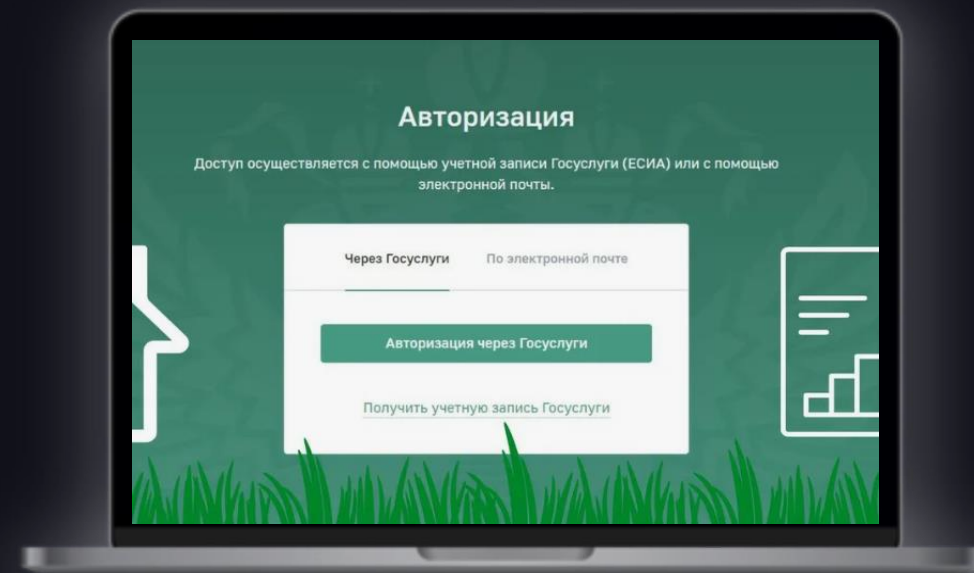 Авторизация
Доступ осуществляется с помощью учетной записи Госуслуги (ЕСИА) или с помощью
электронной почты.
Через Госуслуги По электронной почте
Авторизация через Госуслуги
Получить учетную запись Госуслуги